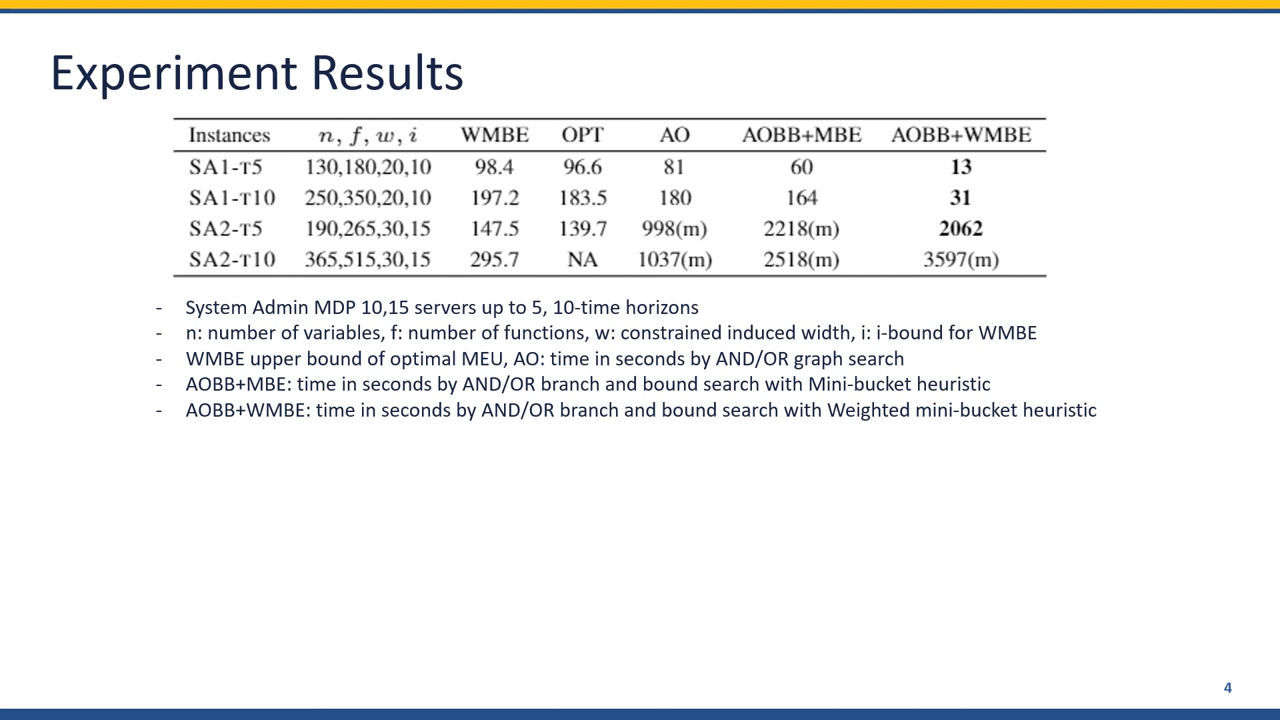 Experiment Results
Instances n, f, w, i WMBE OPT AO AOBB+MBE AOBB+WMBE
SA1-T5 130,180,20,10 98.4 96.6 81 60 13
SA1-T10 250,350,20,10 197.2 183.5 180 164 31
SA2-T5 190,265,30,15 147.5 139.7 998(m) 2218(m) 2062
SA2-T10 365,515,30,15 295.7 NA 1037(m) 2518(m) 3597(m)
- System Admin MDP 10,15 servers up to 5, 10-time horizons
- n: number of variables, f: number of functions, w: constrained induced width, i: i-bound for WMBE
- WMBE upper bound of optimal MEU, AO: time in seconds by AND/OR graph search
- AOBB+MBE: time in seconds by AND/OR branch and bound search with Mini-bucket heuristic
- AOBB+WMBE: time in seconds by AND/OR branch and bound search with Weighted mini-bucket heuristic
4